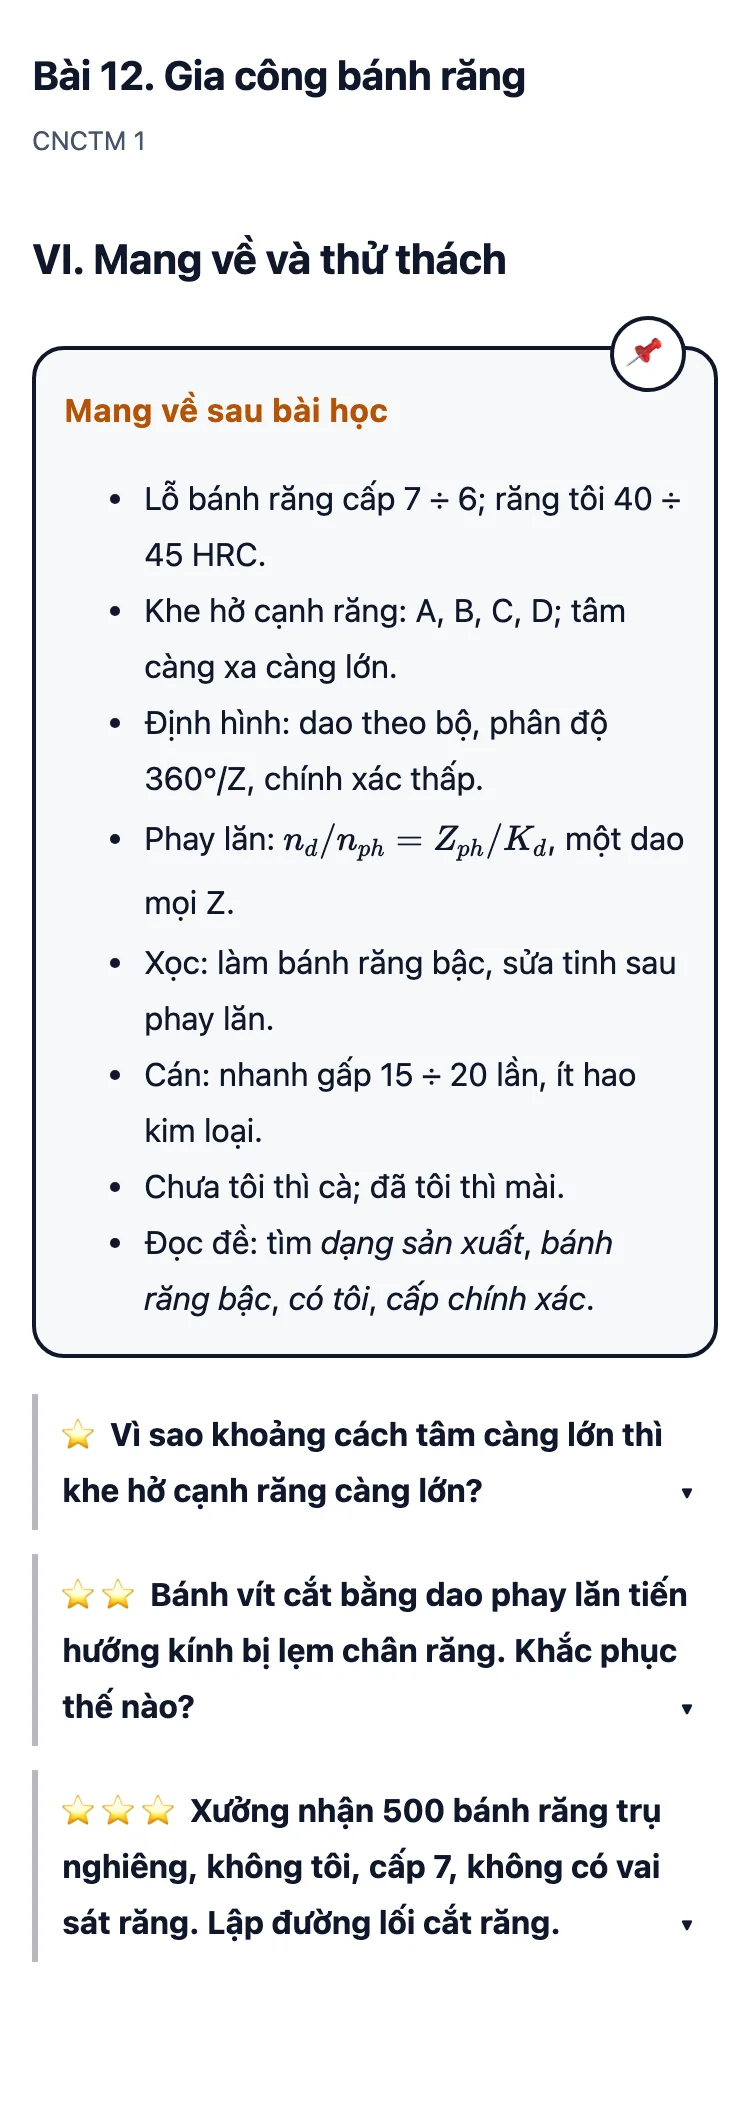 Bài 12. Gia công bánh răng
CNCTM 1
VI. Mang về và thử thách
Mang về sau bài học
• Lỗ bánh răng cấp 7 ÷ 6; răng tôi 40 ÷
45 HRC.
• Khe hở cạnh răng: A, B, C, D; tâm
càng xa càng lớn.
• Định hình: dao theo bộ, phân độ
360°/Z, chính xác thấp.
• Phay lăn: n_d/n_{ph} = Z_{ph}/K_d, một dao
mọi Z.
• Xọc: làm bánh răng bậc, sửa tinh sau
phay lăn.
• Cán: nhanh gấp 15 ÷ 20 lần, ít hao
kim loại.
• Chưa tôi thì cà; đã tôi thì mài.
• Đọc đề: tìm dạng sản xuất, bánh
răng bậc, có tôi, cấp chính xác.
⭐ Vì sao khoảng cách tâm càng lớn thì
khe hở cạnh răng càng lớn? ▼
⭐⭐ Bánh vít cắt bằng dao phay lăn tiến
hướng kính bị lẹm chân răng. Khắc phục
thế nào? ▼
⭐⭐⭐ Xưởng nhận 500 bánh răng trụ
nghiêng, không tôi, cấp 7, không có vai
sát răng. Lập đường lối cắt răng. ▼